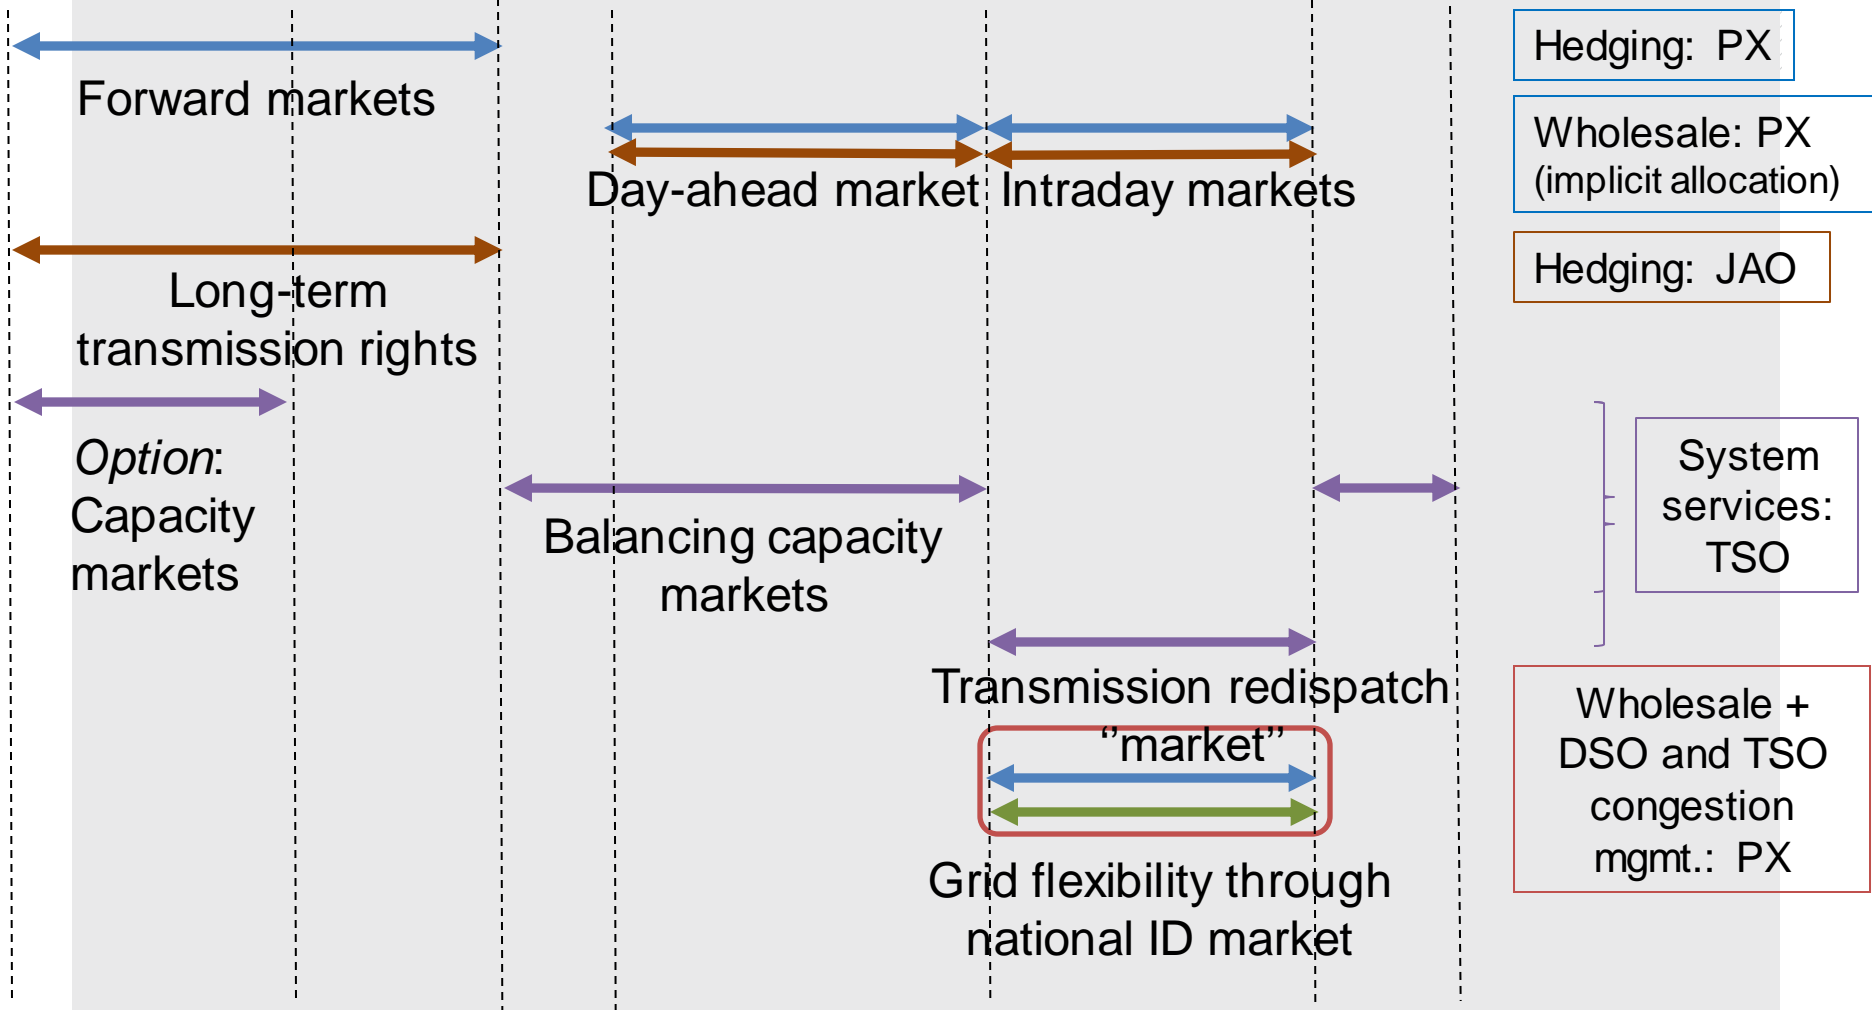 Forward markets
Day-ahead market
Intraday markets
Long-term
transmission rights
Option:
Capacity
markets
Balancing capacity
markets
Transmission redispatch
‘’market’’
Grid flexibility through
national ID market
Hedging: PX
Wholesale: PX
(implicit allocation)
Hedging: JAO
System
services:
TSO
Wholesale +
DSO and TSO
congestion
mgmt.: PX